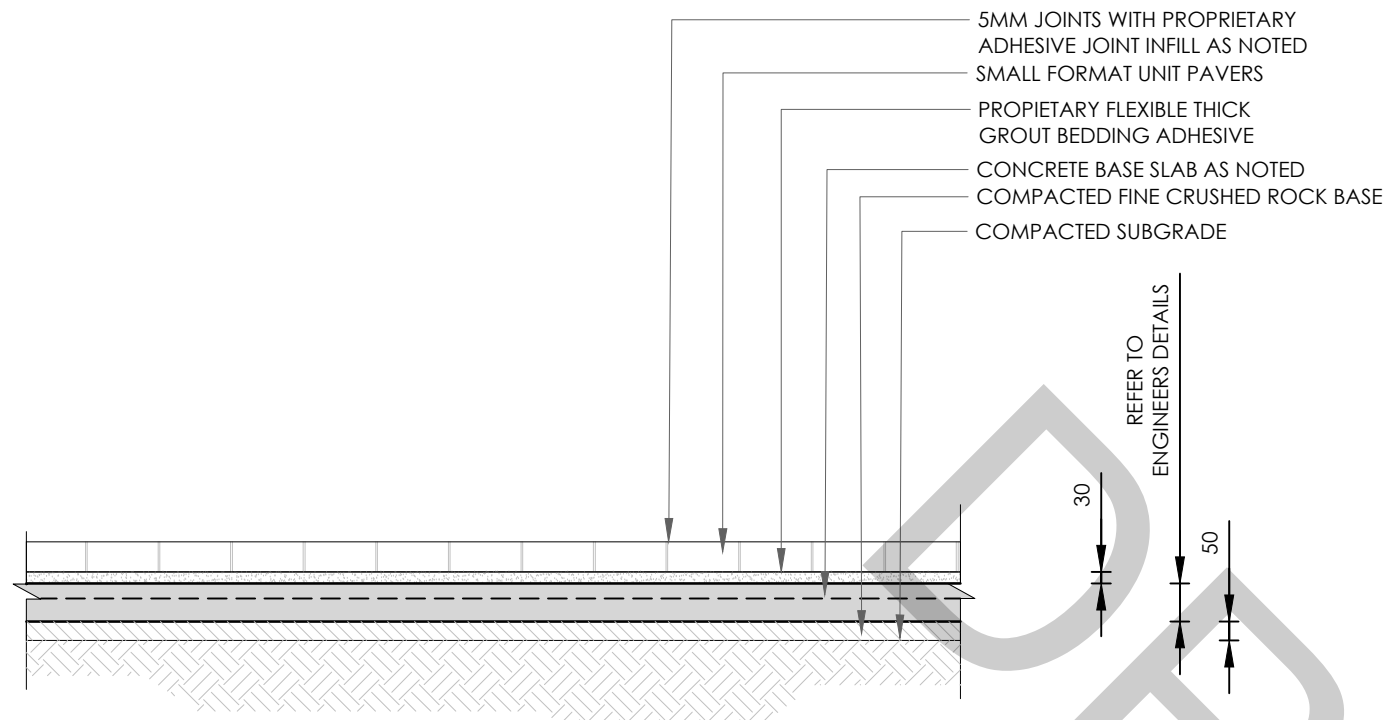 5MM JOINTS WITH PROPRIETARY
ADHESIVE JOINT INFILL AS NOTED
SMALL FORMAT UNIT PAVERS
PROPIETARY FLEXIBLE THICK
GROUT BEDDING ADHESIVE
CONCRETE BASE SLAB AS NOTED
COMPACTED FINE CRUSHED ROCK BASE
COMPACTED SUBGRADE
REFER TO
ENGINEERS DETAILS
30
50